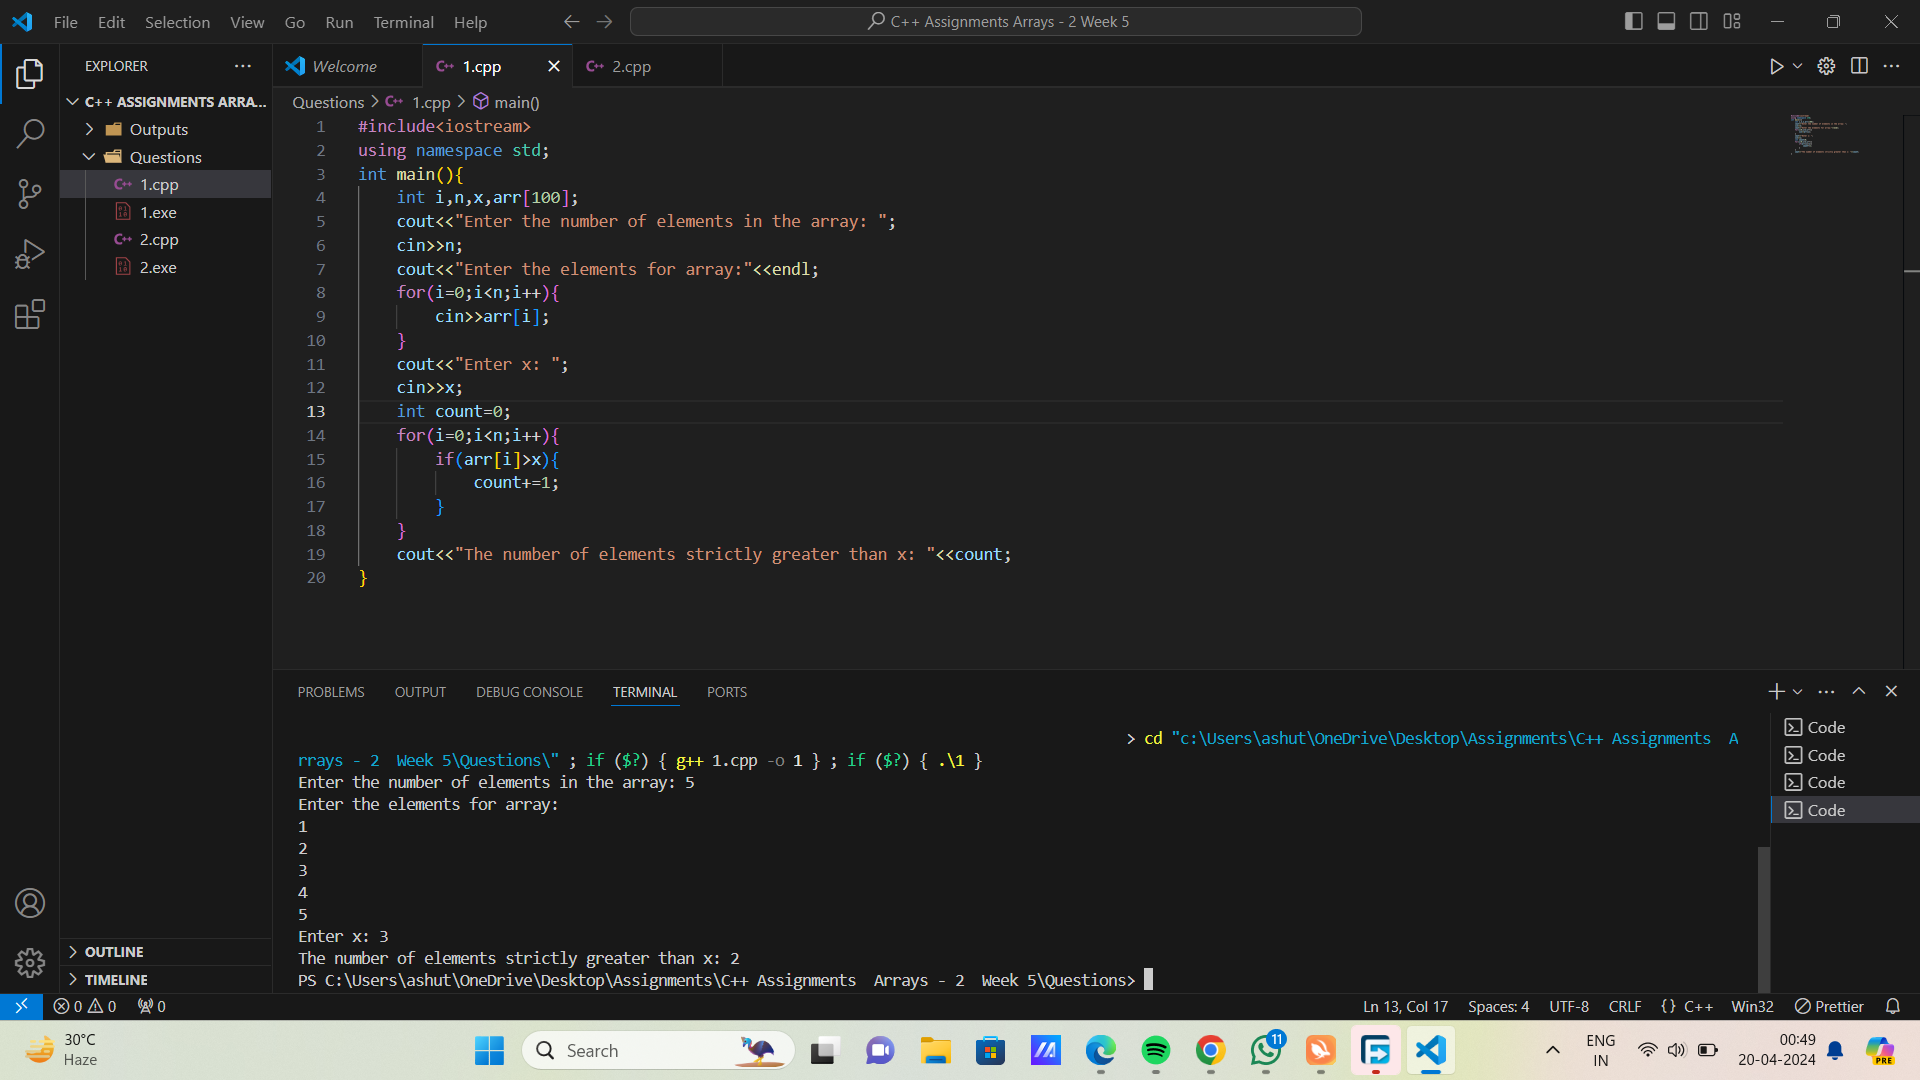 File Edit Selection View Go Run Terminal Help
C++ Assignments Arrays - 2 Week 5
EXPLORER
C++ ASSIGNMENTS ARRA...
Outputs
Questions
1.cpp
1.exe
2.cpp
2.exe
OUTLINE
TIMELINE
Welcome
1.cpp
2.cpp
Questions > 1.cpp > main()
1 #include<iostream>
2 using namespace std;
3 int main(){
4 int i,n,x,arr[100];
5 cout<<"Enter the number of elements in the array: ";
6 cin>>n;
7 cout<<"Enter the elements for array:"<<endl;
8 for(i=0;i<n;i++){
9 cin>>arr[i];
10 }
11 cout<<"Enter x: ";
12 cin>>x;
13 int count=0;
14 for(i=0;i<n;i++){
15 if(arr[i]>x){
16 count+=1;
17 }
18 }
19 cout<<"The number of elements strictly greater than x: "<<count;
20 }
PROBLEMS OUTPUT DEBUG CONSOLE TERMINAL PORTS
> cd "c:\Users\ashut\OneDrive\Desktop\Assignments\C++ Assignments  A
rrays - 2  Week 5\Questions\" ; if ($?) { g++ 1.cpp -o 1 } ; if ($?) { .\1 }
Enter the number of elements in the array: 5
Enter the elements for array:
1
2
3
4
5
Enter x: 3
The number of elements strictly greater than x: 2
PS C:\Users\ashut\OneDrive\Desktop\Assignments\C++ Assignments  Arrays - 2  Week 5\Questions>
Code
Code
Code
Code
0 0 0
Ln 13, Col 17 Spaces: 4 UTF-8 CRLF {} C++ Win32 Prettier
30°C
Haze
Search
11
ENG
IN
00:49
20-04-2024
PRE